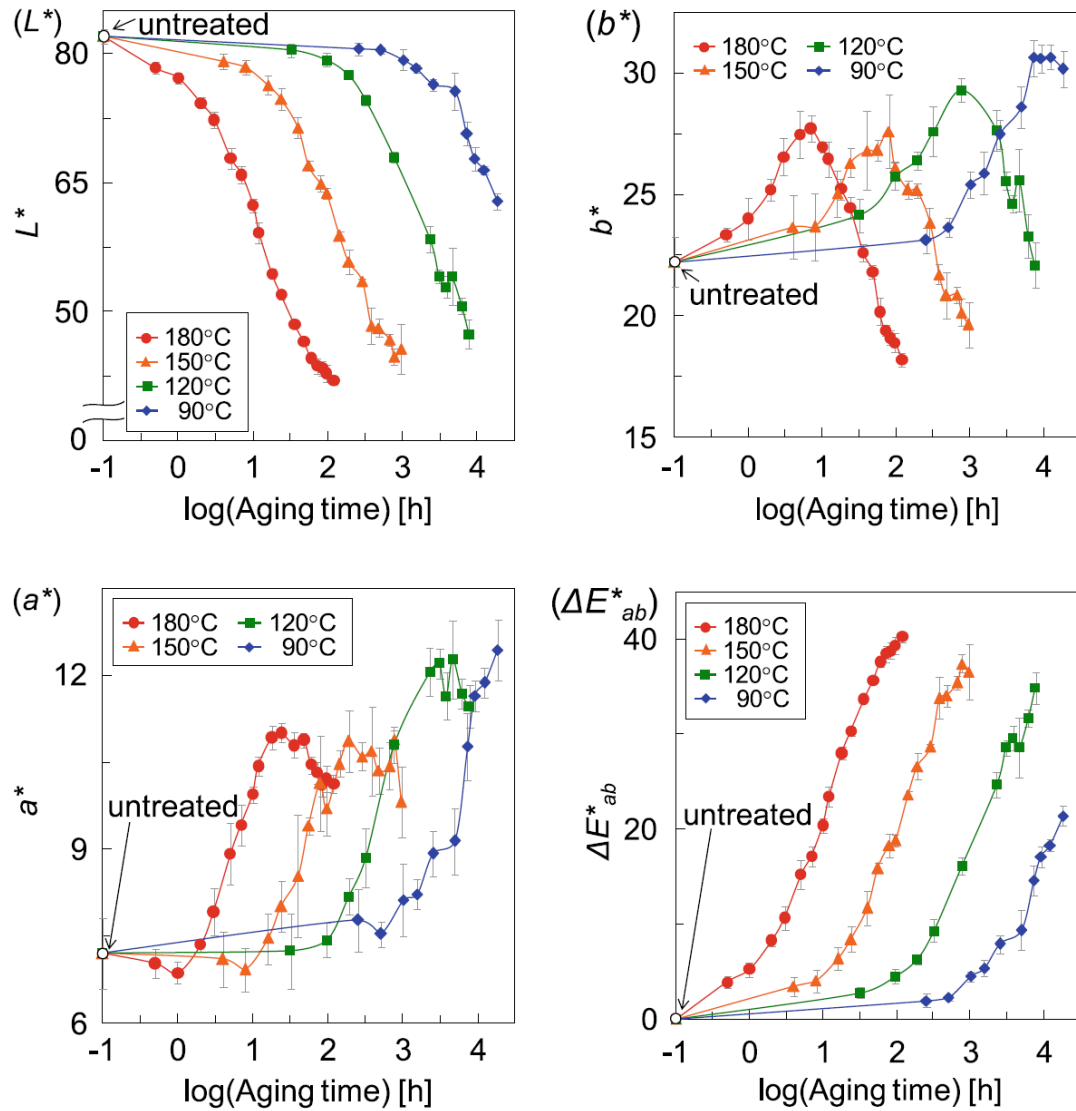 (L*)
untreated
80
65
50
0
L*
180°C
150°C
120°C
90°C
-1 0 1 2 3 4
log(Aging time) [h]
(b*)
180°C 120°C
150°C 90°C
30
25
20
15
b*
untreated
-1 0 1 2 3 4
log(Aging time) [h]
(a*)
180°C 120°C
150°C 90°C
12
9
6
a*
untreated
-1 0 1 2 3 4
log(Aging time) [h]
(ΔE*ab)
180°C
150°C
120°C
90°C
40
20
0
ΔE*ab
untreated
-1 0 1 2 3 4
log(Aging time) [h]